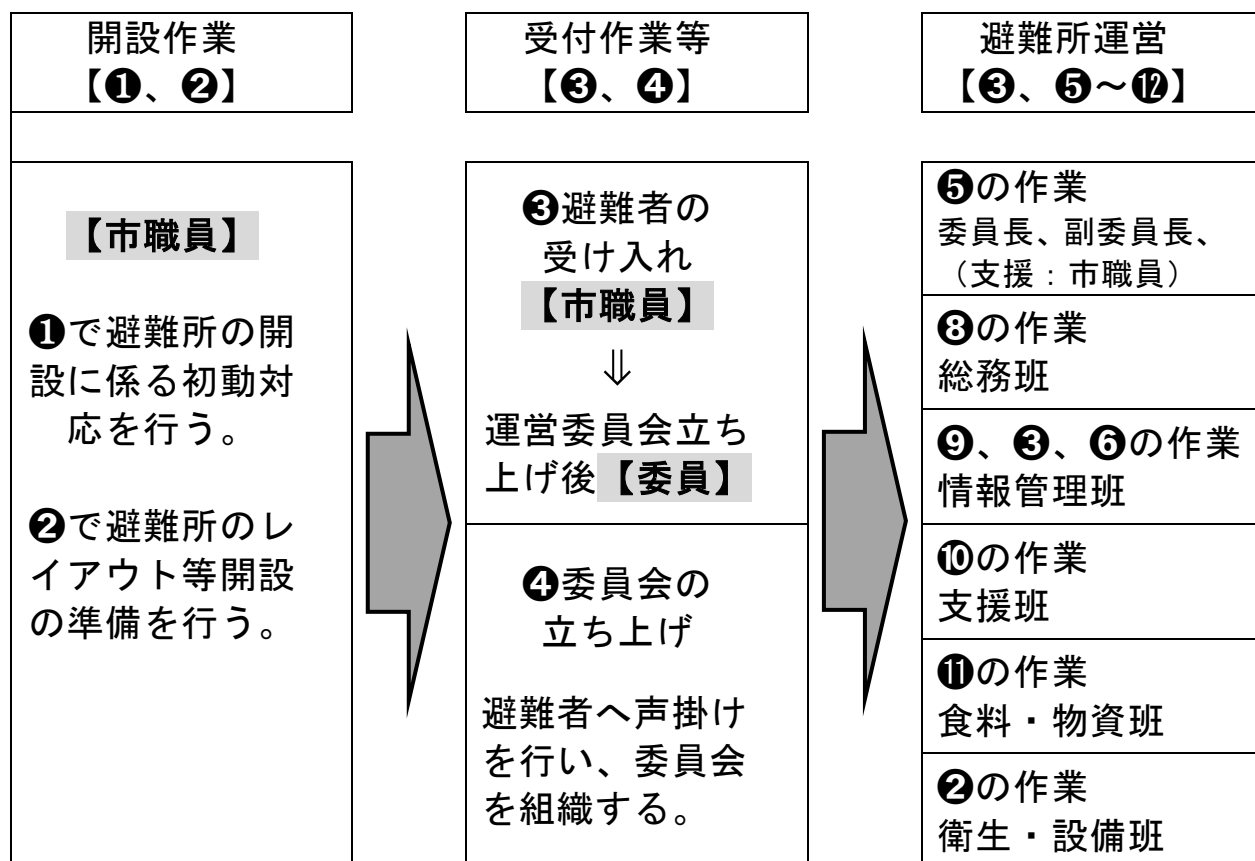 開設作業
【❶、❷】
受付作業等
【❸、❹】
避難所運営
【❸、❺～⓬】
【市職員】
❶で避難所の開
設に係る初動対
応を行う。
❷で避難所のレ
イアウト等開設
の準備を行う。
❸避難者の
受け入れ
【市職員】
⇓
運営委員会立ち
上げ後【委員】
❹委員会の
立ち上げ
避難者へ声掛け
を行い、委員会
を組織する。
❺の作業
委員長、副委員長、
（支援：市職員）
❽の作業
総務班
❾、❸、❻の作業
情報管理班
❿の作業
支援班
⓫の作業
食料・物資班
❷の作業
衛生・設備班